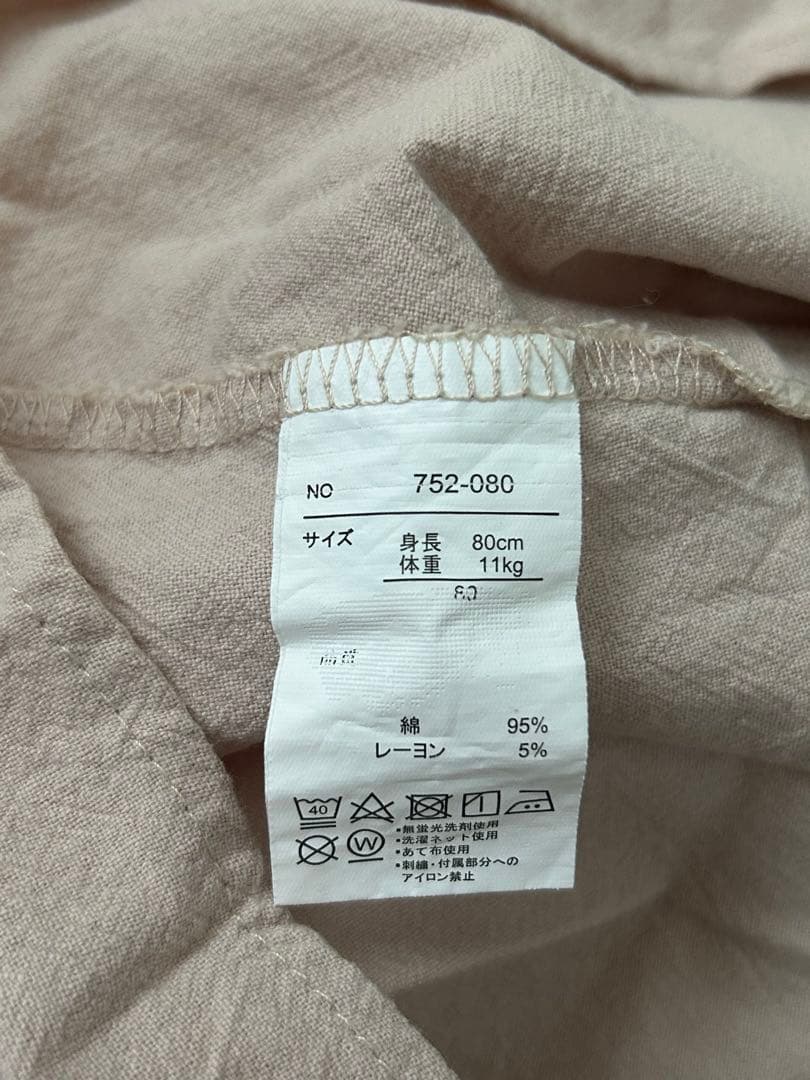 NO 752-080
サイズ 身長 80cm
体重 11kg
80
綿 95%
レーヨン 5%
40
W
・無蛍光洗剤使用
・洗濯ネット使用
・あて布使用
・刺繍・付属部分への
アイロン禁止